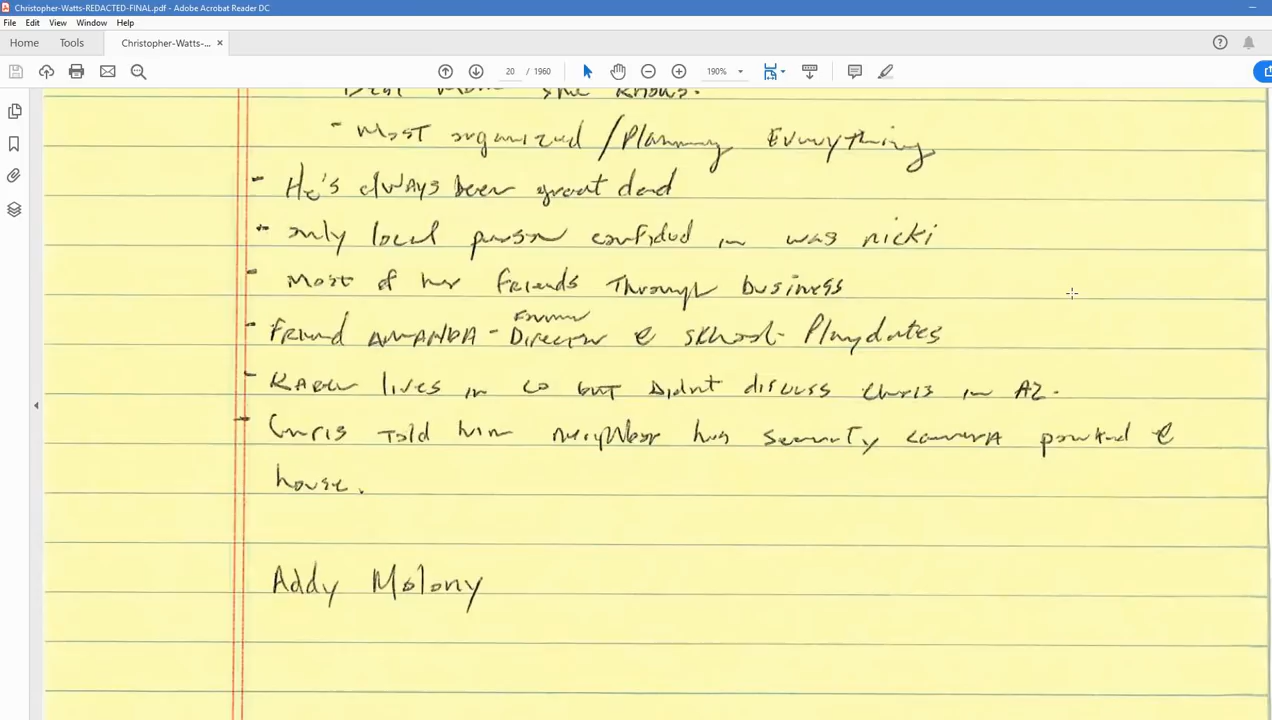 Christopher-Watts-REDACTED-FINAL.pdf - Adobe Acrobat Reader DC
File Edit View Window Help
Home Tools Christopher-Watts-... ×
20 / 1960 190%
she knows.
- Most organized / Planning Everything
- He's always been great dad
- only local person confided in was nicki
- Most of her friends Through business
Former
- Friend AMANDA - Director @ school - Playdates
- lives in CO but Didnt discuss Chris in AZ.
- Chris Told him neighbor has security camera pointed @
house.
Addy Molony